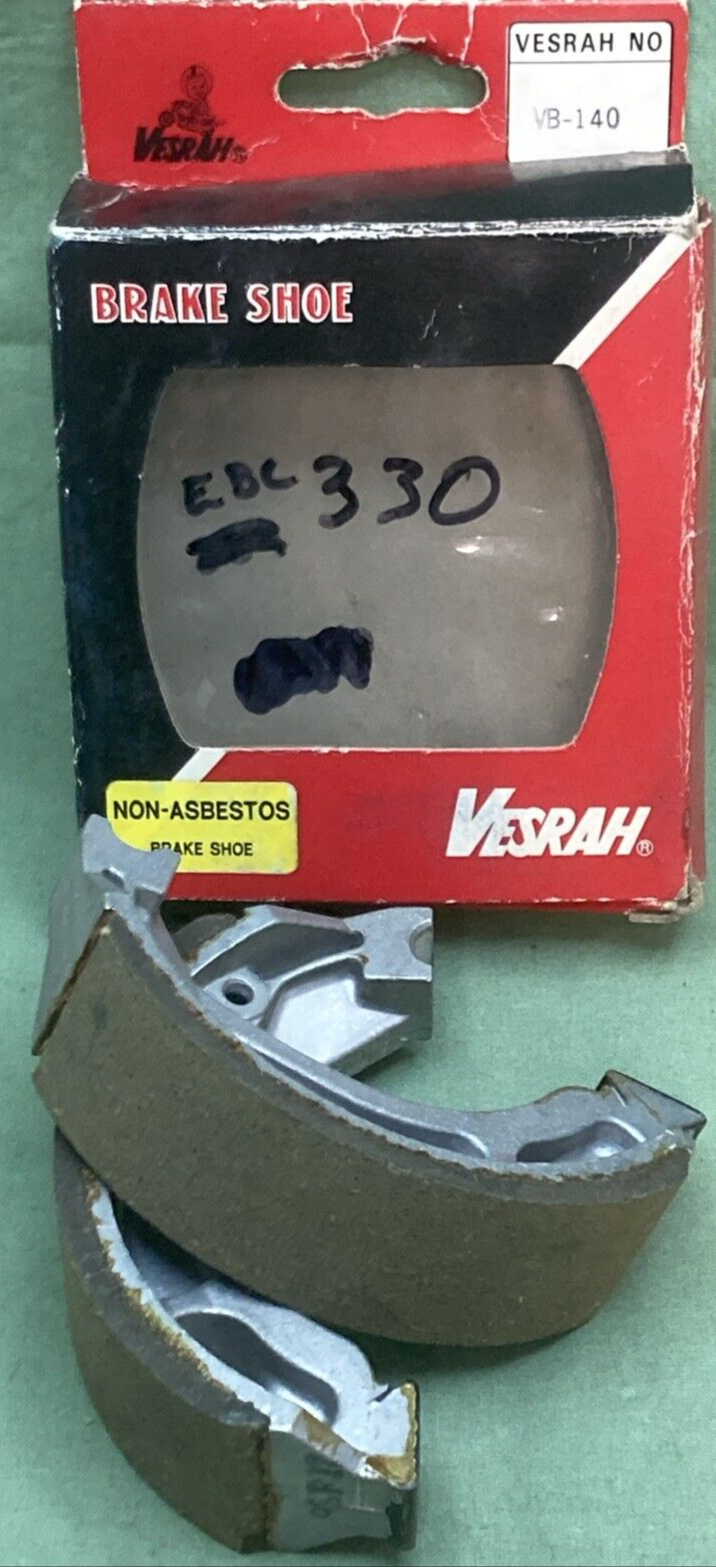 VESRAH NO
VB-140
VESRAH®
BRAKE SHOE
EBC 330
NON-ASBESTOS
BRAKE SHOE
VESRAH®